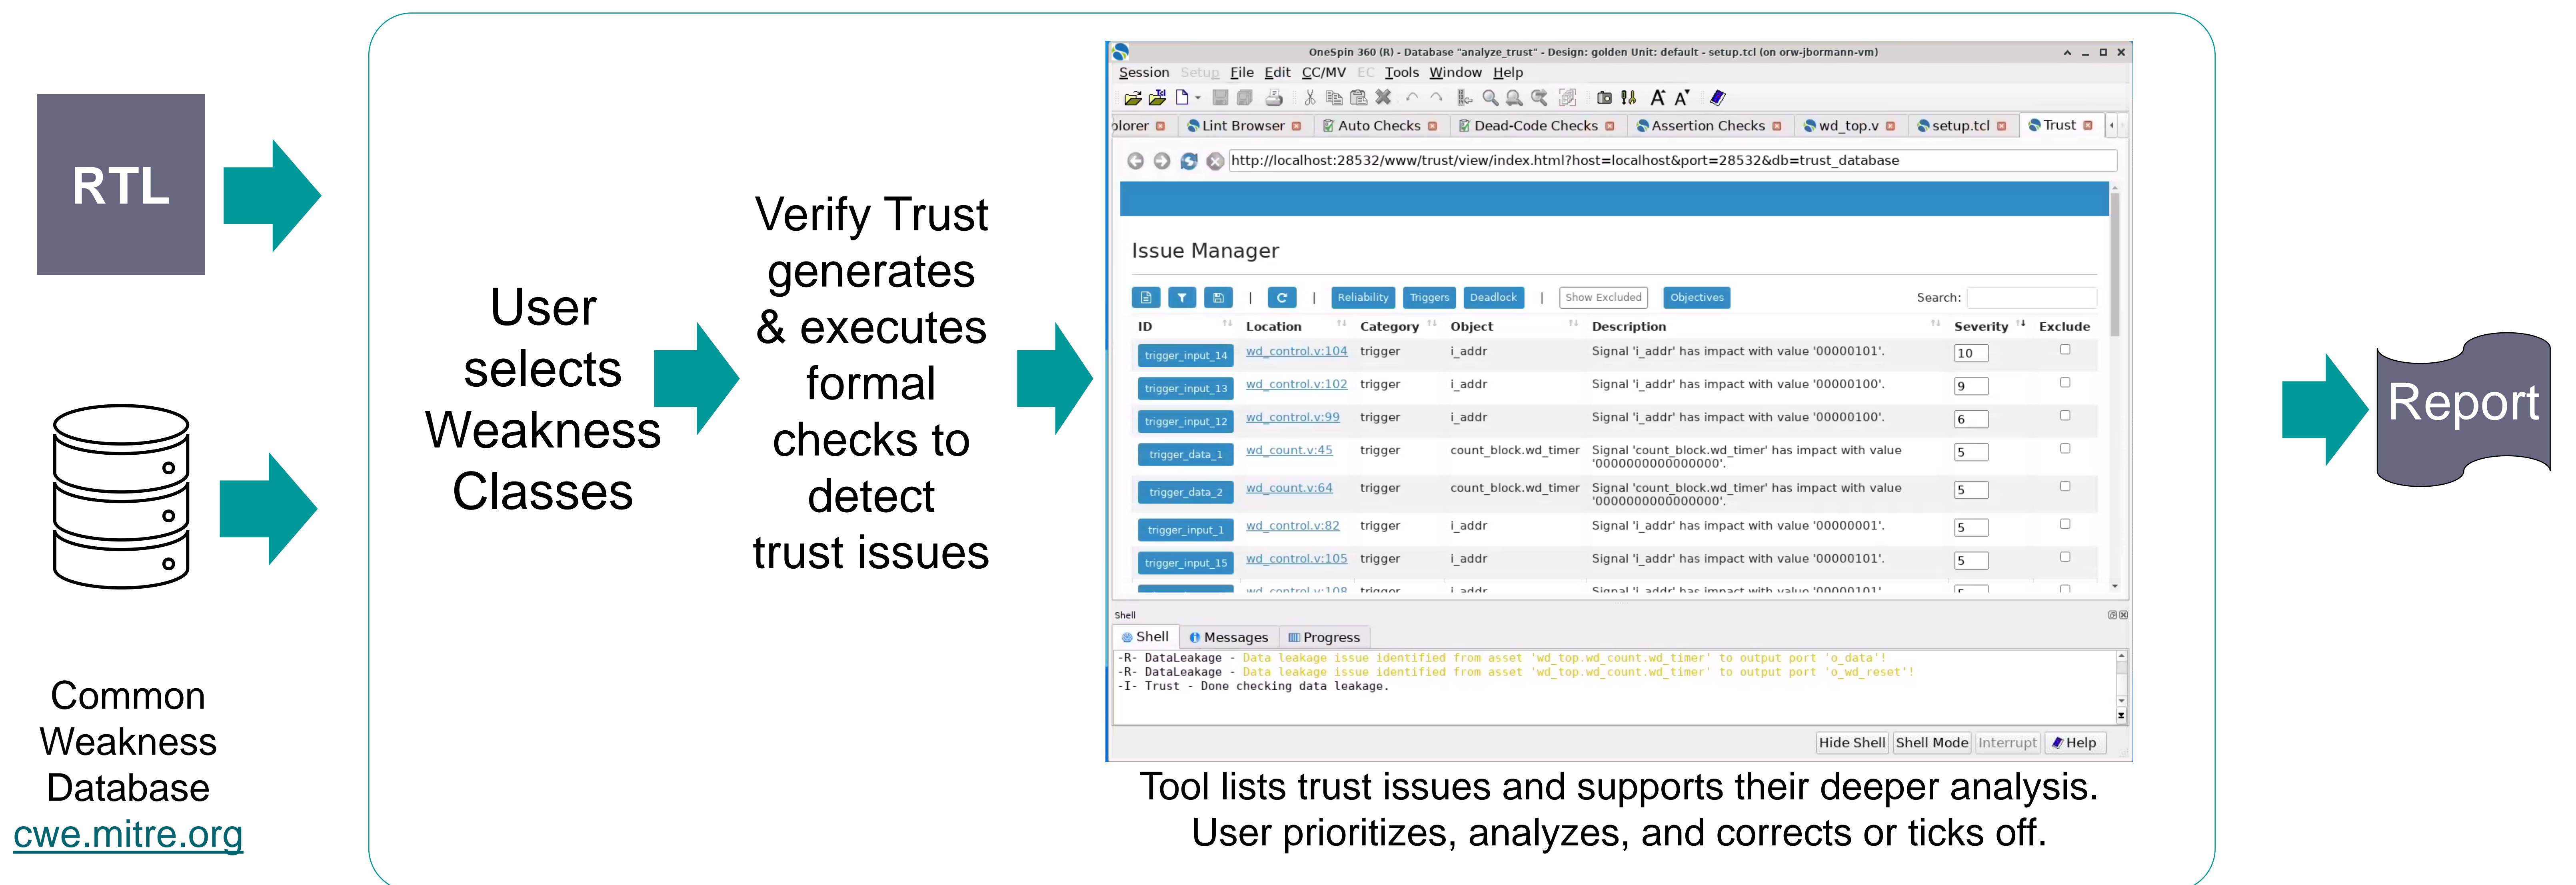 RTL
Common
Weakness
Database
cwe.mitre.org
User
selects
Weakness
Classes
Verify Trust
generates
& executes
formal
checks to
detect
trust issues
OneSpin 360 (R) - Database "analyze_trust" - Design: golden Unit: default - setup.tcl (on orw-jbormann-vm)
Session Setup File Edit CC/MV EC Tools Window Help
plorer Lint Browser Auto Checks Dead-Code Checks Assertion Checks wd_top.v setup.tcl Trust
http://localhost:28532/www/trust/view/index.html?host=localhost&port=28532&db=trust_database
Issue Manager
| | Reliability Triggers Deadlock | Show Excluded Objectives Search:
ID Location Category Object Description Severity Exclude
trigger_input_14 wd_control.v:104 trigger i_addr Signal 'i_addr' has impact with value '00000101'. 10
trigger_input_13 wd_control.v:102 trigger i_addr Signal 'i_addr' has impact with value '00000100'. 9
trigger_input_12 wd_control.v:99 trigger i_addr Signal 'i_addr' has impact with value '00000100'. 6
trigger_data_1 wd_count.v:45 trigger count_block.wd_timer Signal 'count_block.wd_timer' has impact with value 5
'0000000000000000'.
trigger_data_2 wd_count.v:64 trigger count_block.wd_timer Signal 'count_block.wd_timer' has impact with value 5
'0000000000000000'.
trigger_input_1 wd_control.v:82 trigger i_addr Signal 'i_addr' has impact with value '00000001'. 5
trigger_input_15 wd_control.v:105 trigger i_addr Signal 'i_addr' has impact with value '00000101'. 5
wd_control.v:108 trigger i_addr Signal 'i_addr' has impact with value '00000101'.
Shell
Shell Messages Progress
-R- DataLeakage - Data leakage issue identified from asset 'wd_top.wd_count.wd_timer' to output port 'o_data'!
-R- DataLeakage - Data leakage issue identified from asset 'wd_top.wd_count.wd_timer' to output port 'o_wd_reset'!
-I- Trust - Done checking data leakage.
Hide Shell Shell Mode Interrupt Help
Tool lists trust issues and supports their deeper analysis.
User prioritizes, analyzes, and corrects or ticks off.
Report